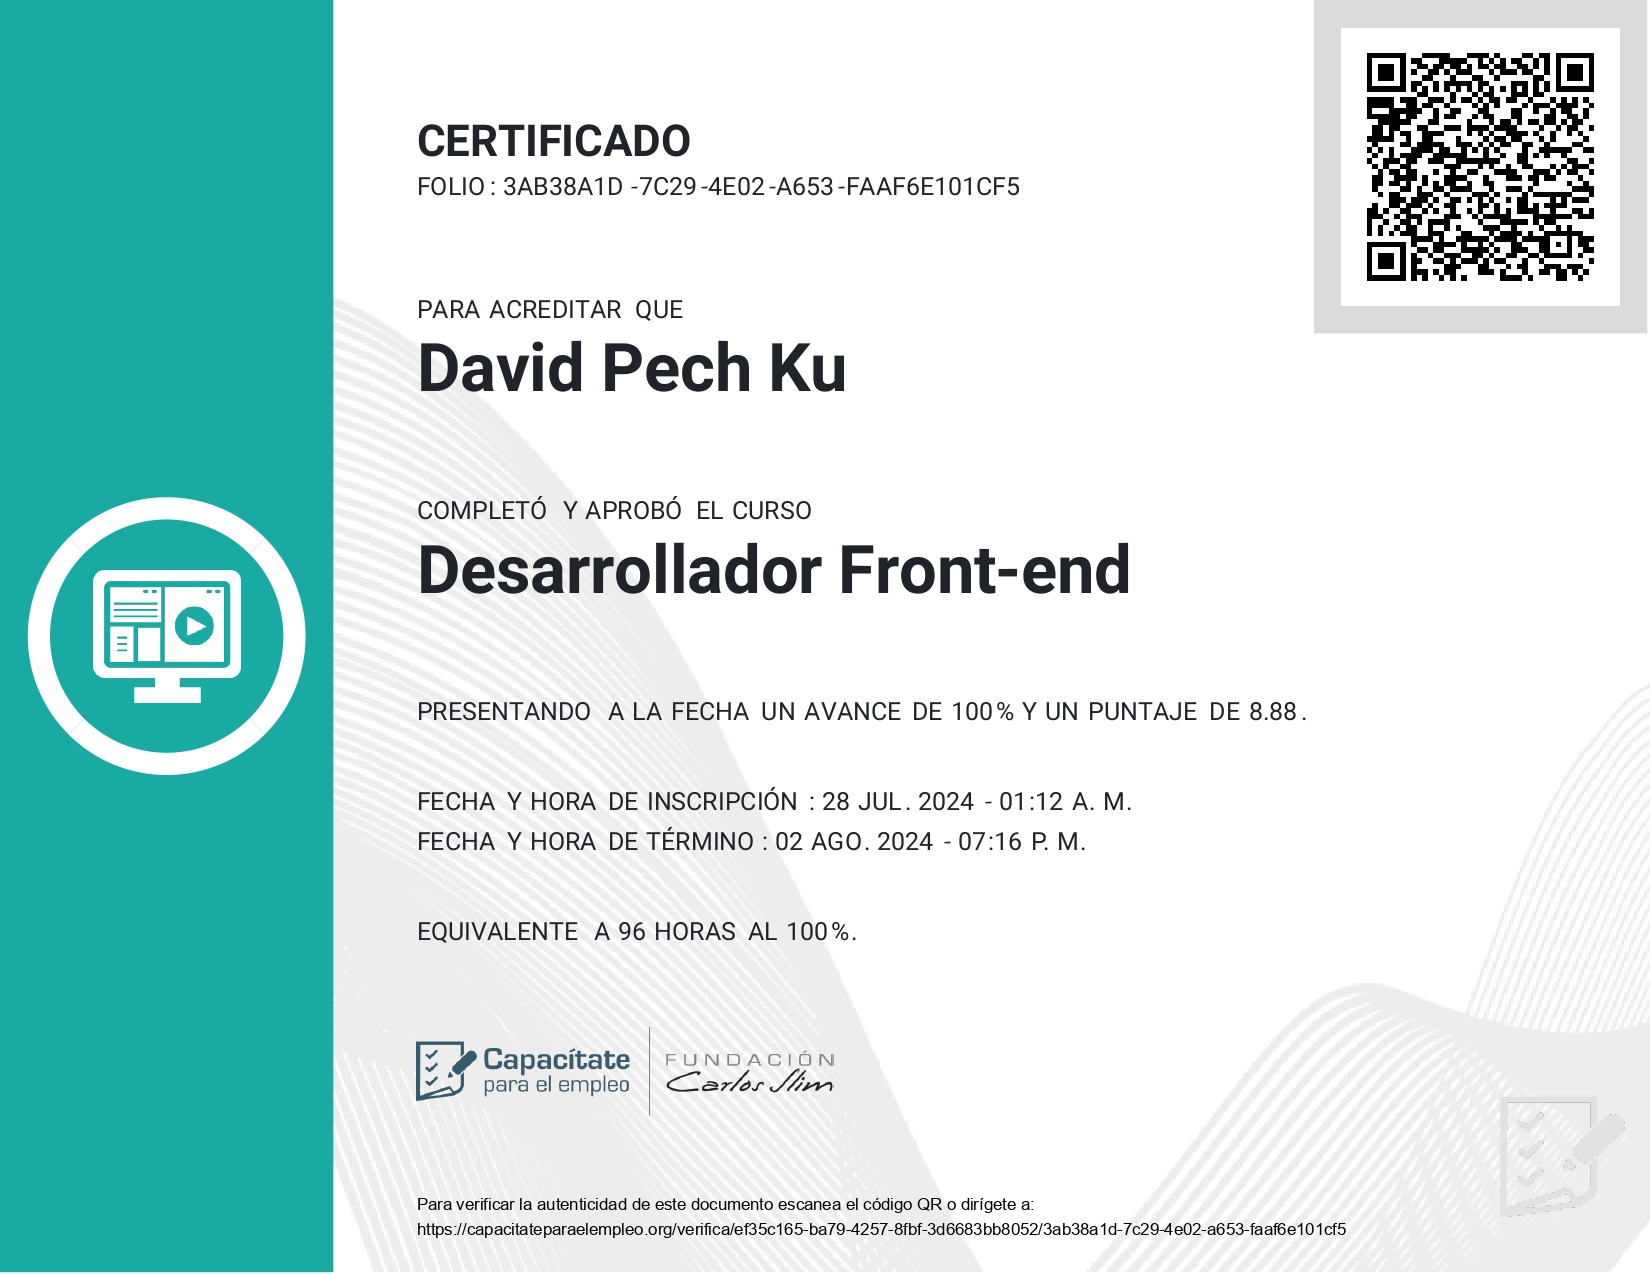 CERTIFICADO
FOLIO : 3AB38A1D -7C29 -4E02 -A653 -FAAF6E101CF5
PARA ACREDITAR QUE
David Pech Ku
COMPLETÓ Y APROBÓ EL CURSO
Desarrollador Front-end
PRESENTANDO A LA FECHA UN AVANCE DE 100% Y UN PUNTAJE DE 8.88.
FECHA Y HORA DE INSCRIPCIÓN : 28 JUL. 2024 - 01:12 A. M.
FECHA Y HORA DE TÉRMINO : 02 AGO. 2024 - 07:16 P. M.
EQUIVALENTE A 96 HORAS AL 100%.
Capacítate
para el empleo
FUNDACIÓN
Carlos Slim
Para verificar la autenticidad de este documento escanea el código QR o dirígete a:
https://capacitateparaelempleo.org/verifica/ef35c165-ba79-4257-8fbf-3d6683bb8052/3ab38a1d-7c29-4e02-a653-faaf6e101cf5